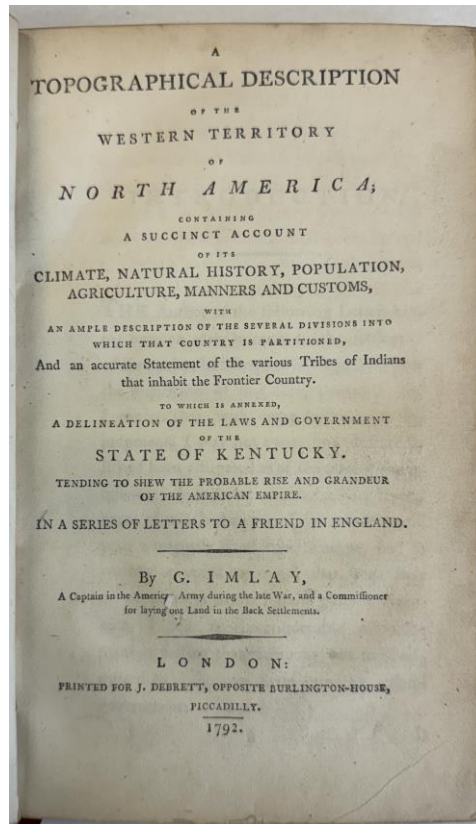 A
TOPOGRAPHICAL DESCRIPTION
OF THE
WESTERN TERRITORY
OF
NORTH AMERICA;
CONTAINING
A SUCCINCT ACCOUNT
OF ITS
CLIMATE, NATURAL HISTORY, POPULATION,
AGRICULTURE, MANNERS AND CUSTOMS,
WITH
AN AMPLE DESCRIPTION OF THE SEVERAL DIVISIONS INTO
WHICH THAT COUNTRY IS PARTITIONED,
And an accurate Statement of the various Tribes of Indians
that inhabit the Frontier Country.
TO WHICH IS ANNEXED,
A DELINEATION OF THE LAWS AND GOVERNMENT
OF THE
STATE OF KENTUCKY.
TENDING TO SHEW THE PROBABLE RISE AND GRANDEUR
OF THE AMERICAN EMPIRE.
IN A SERIES OF LETTERS TO A FRIEND IN ENGLAND.
By G. IMLAY,
A Captain in the Army during the late War, and a Commiſſioner
for laying out Land in the Back Settlements.
LONDON:
PRINTED FOR J. DEBRETT, OPPOSITE BURLINGTON-HOUSE,
PICCADILLY.
1792.